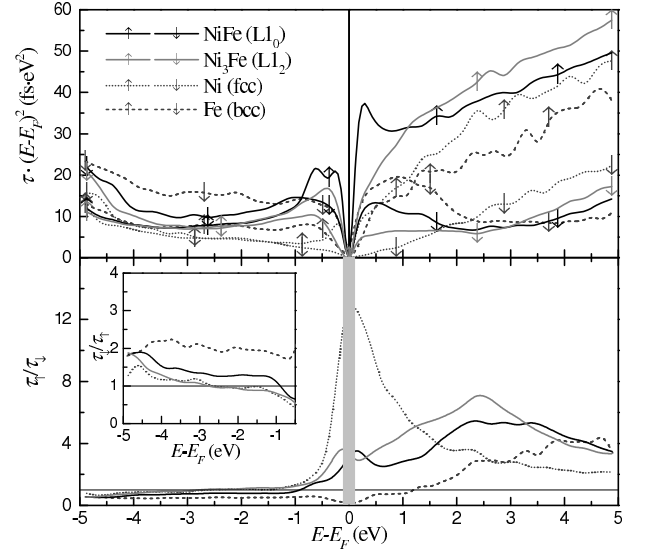 60
50
40
30
20
10
0
τ·(E-E_F)² (fs·eV²)
NiFe (L1₀)
Ni₃Fe (L1₂)
Ni (fcc)
Fe (bcc)
12
8
4
0
τ↑/τ↓
4
3
2
1
0
τ↓/τ↑
-5 -4 -3 -2 -1
E-E_F (eV)
-5 -4 -3 -2 -1 0 1 2 3 4 5
E-E_F (eV)